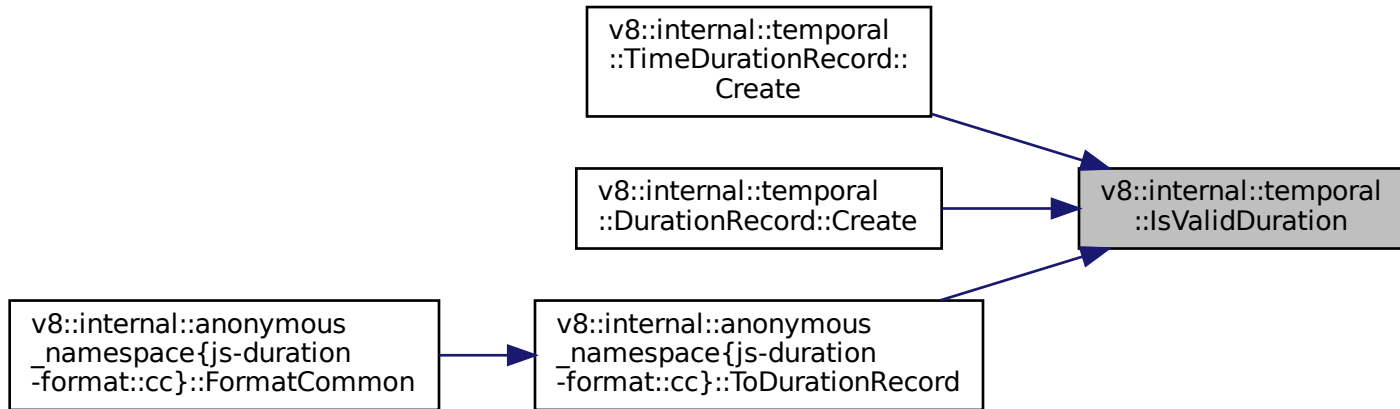 v8::internal::temporal
::TimeDurationRecord::
Create
v8::internal::temporal
::DurationRecord::Create
v8::internal::temporal
::IsValidDuration
v8::internal::anonymous
_namespace{js-duration
-format::cc}::FormatCommon
v8::internal::anonymous
_namespace{js-duration
-format::cc}::ToDurationRecord